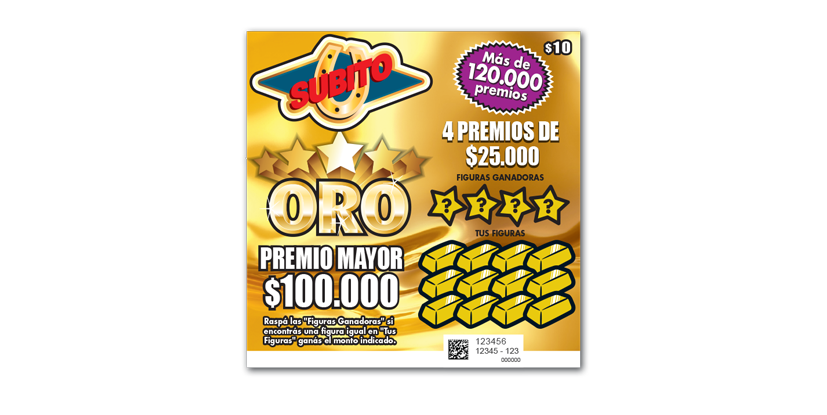 SUBITO
$10
Más de
120.000
premios
4 PREMIOS DE
$25.000
FIGURAS GANADORAS
? ? ? ?
TUS FIGURAS
ORO
PREMIO MAYOR
$100.000
Raspá las "Figuras Ganadoras" si
encontrás una figura igual en "Tus
Figuras" ganás el monto indicado.
123456
12345 - 123
000000